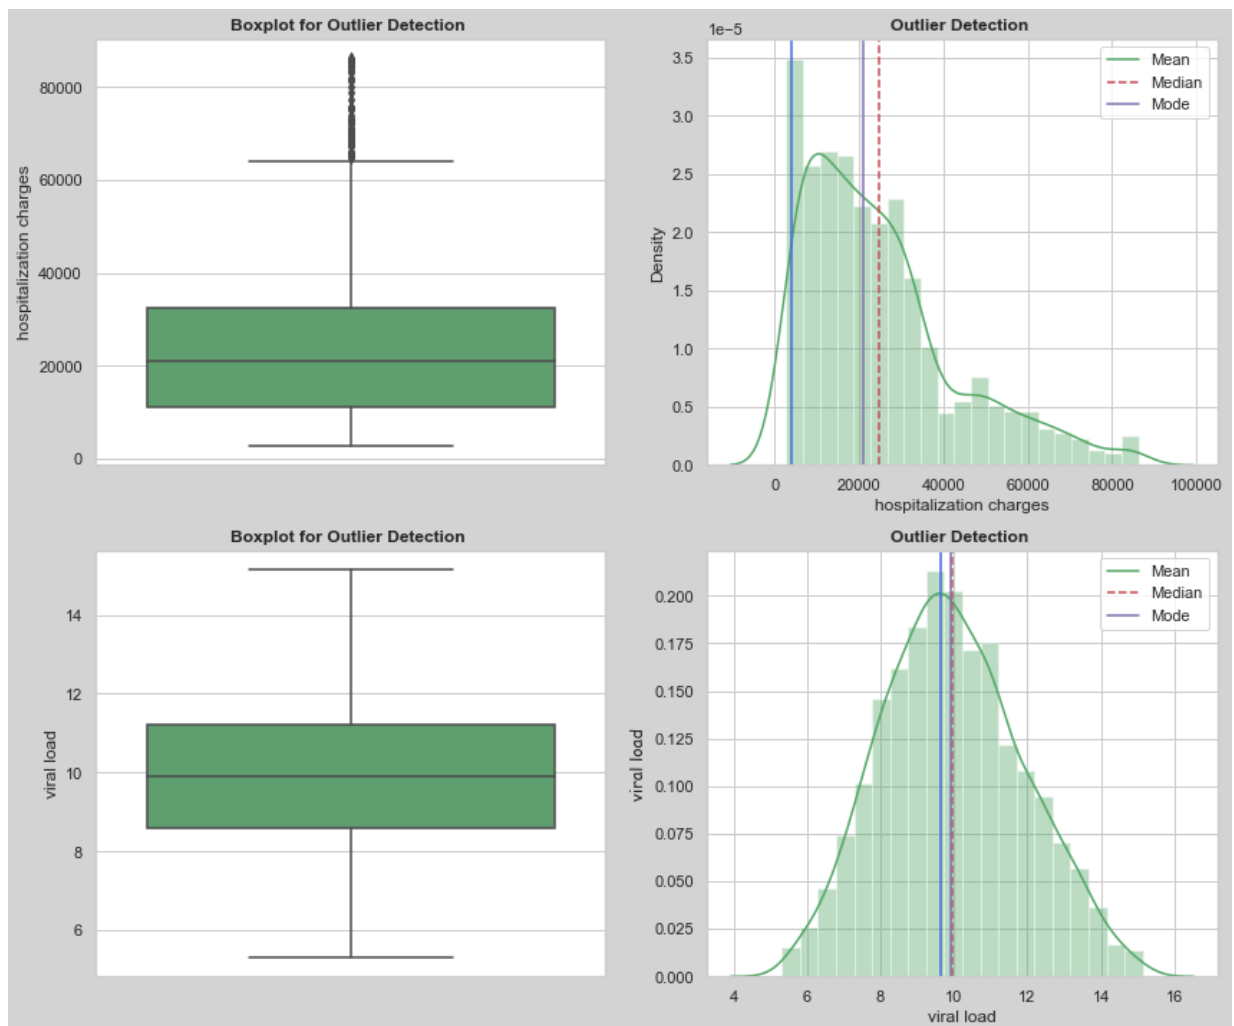 Boxplot for Outlier Detection
80000
60000
40000
20000
0
hospitalization charges
Outlier Detection
1e−5
3.5
3.0
2.5
2.0
1.5
1.0
0.5
0.0
Density
Mean
Median
Mode
0 20000 40000 60000 80000 100000
hospitalization charges
Boxplot for Outlier Detection
14
12
10
8
6
viral load
Outlier Detection
0.200
0.175
0.150
0.125
0.100
0.075
0.050
0.025
0.000
viral load
Mean
Median
Mode
4 6 8 10 12 14 16
viral load